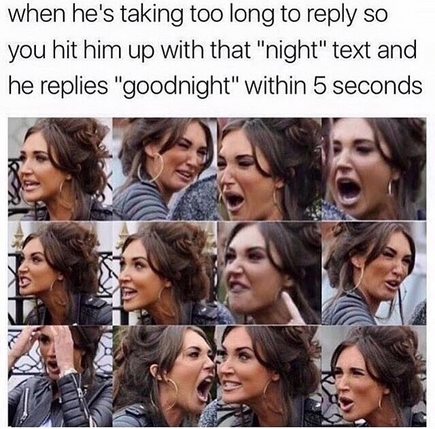 when he's taking too long to reply so
you hit him up with that "night" text and
he replies "goodnight" within 5 seconds